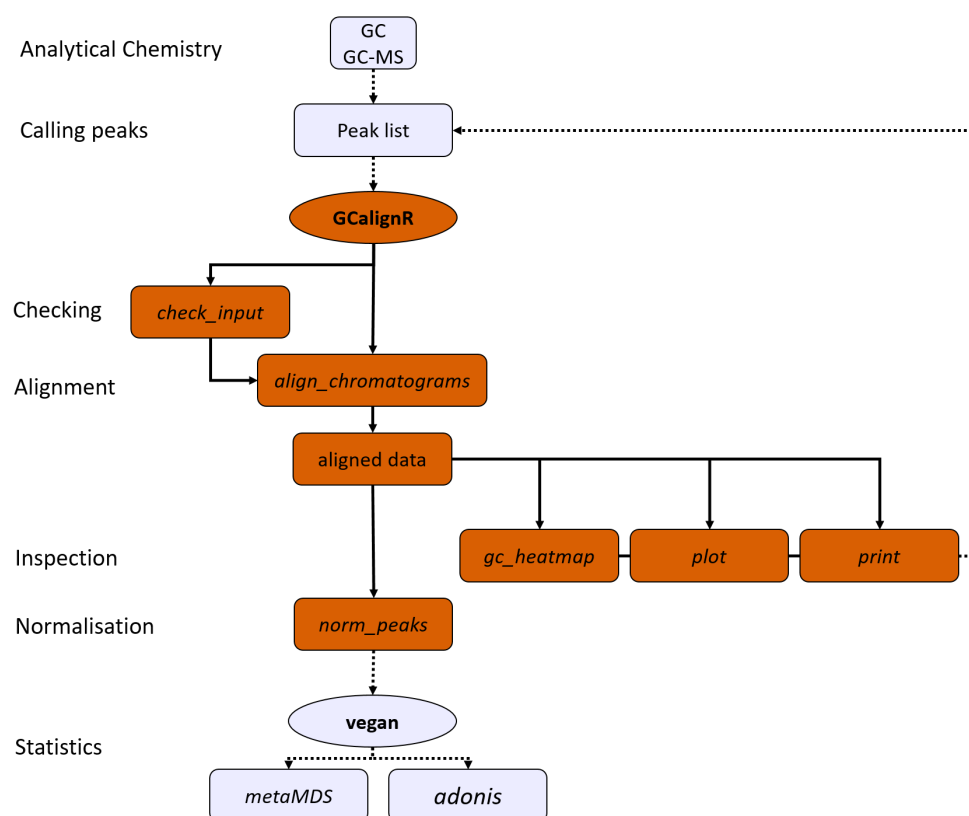 Analytical Chemistry
GC
GC-MS
Calling peaks
Peak list
GCalignR
Checking
check_input
Alignment
align_chromatograms
aligned data
Inspection
gc_heatmap
plot
print
Normalisation
norm_peaks
vegan
Statistics
metaMDS
adonis